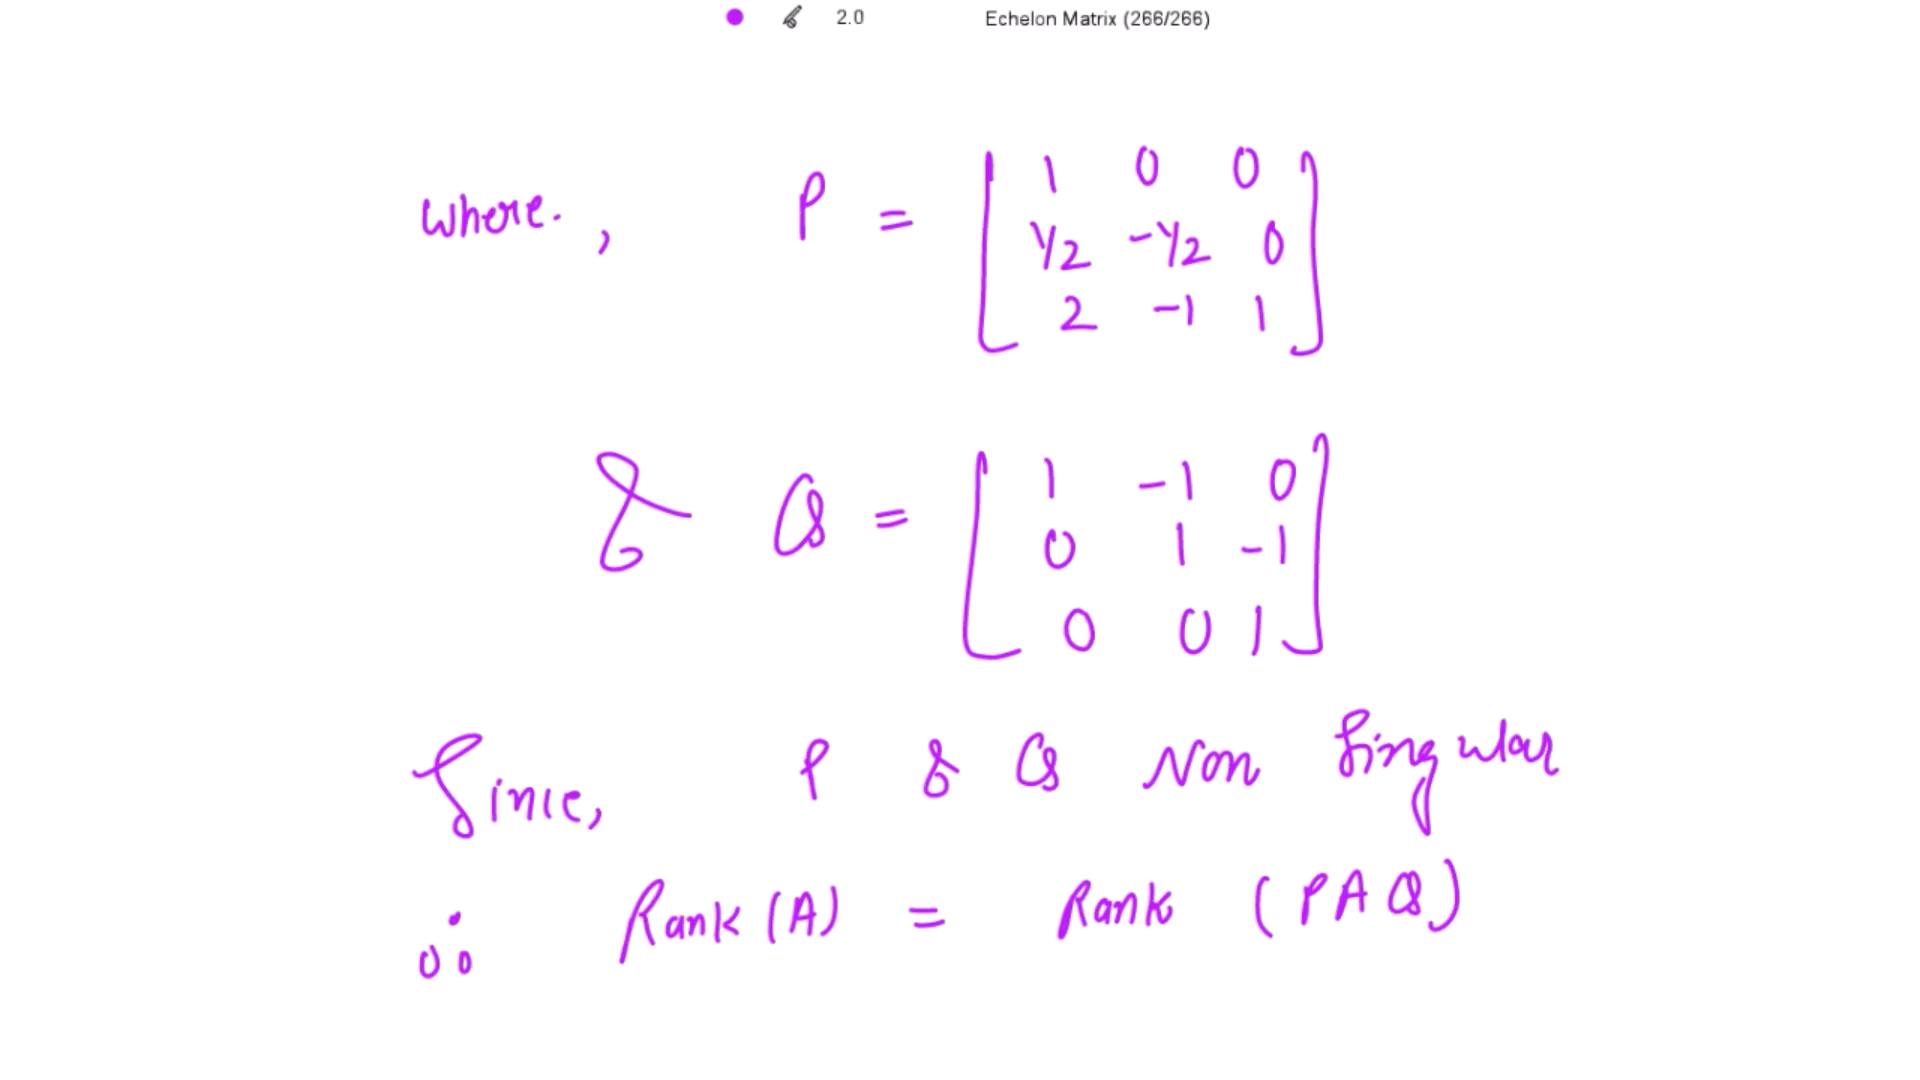 2.0 Echelon Matrix (266/266)
where., P = [ 1 0 0
1/2 -1/2 0
2 -1 1 ]
& Q = [ 1 -1 0
0 1 -1
0 0 1 ]
Since, P & Q Non Singular
∴ Rank (A) = Rank (PAQ)